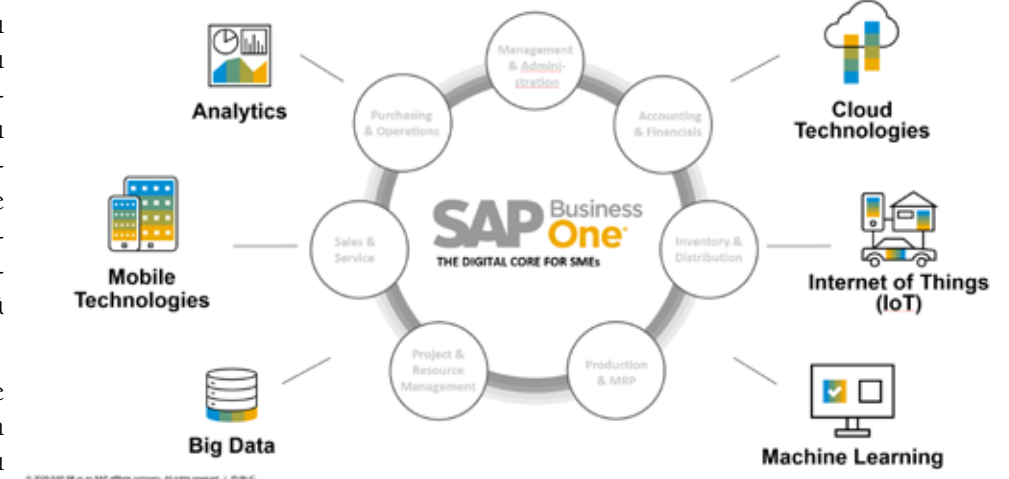 Analytics
Mobile
Technologies
Big Data
Management
& Admini-
stration
Purchasing
& Operations
Accounting
& Financials
Sales &
Service
SAP Business
One
THE DIGITAL CORE FOR SMEs
Inventory &
Distribution
Project &
Resource
Management
Production
& MRP
Cloud
Technologies
Internet of Things
(IoT)
Machine Learning